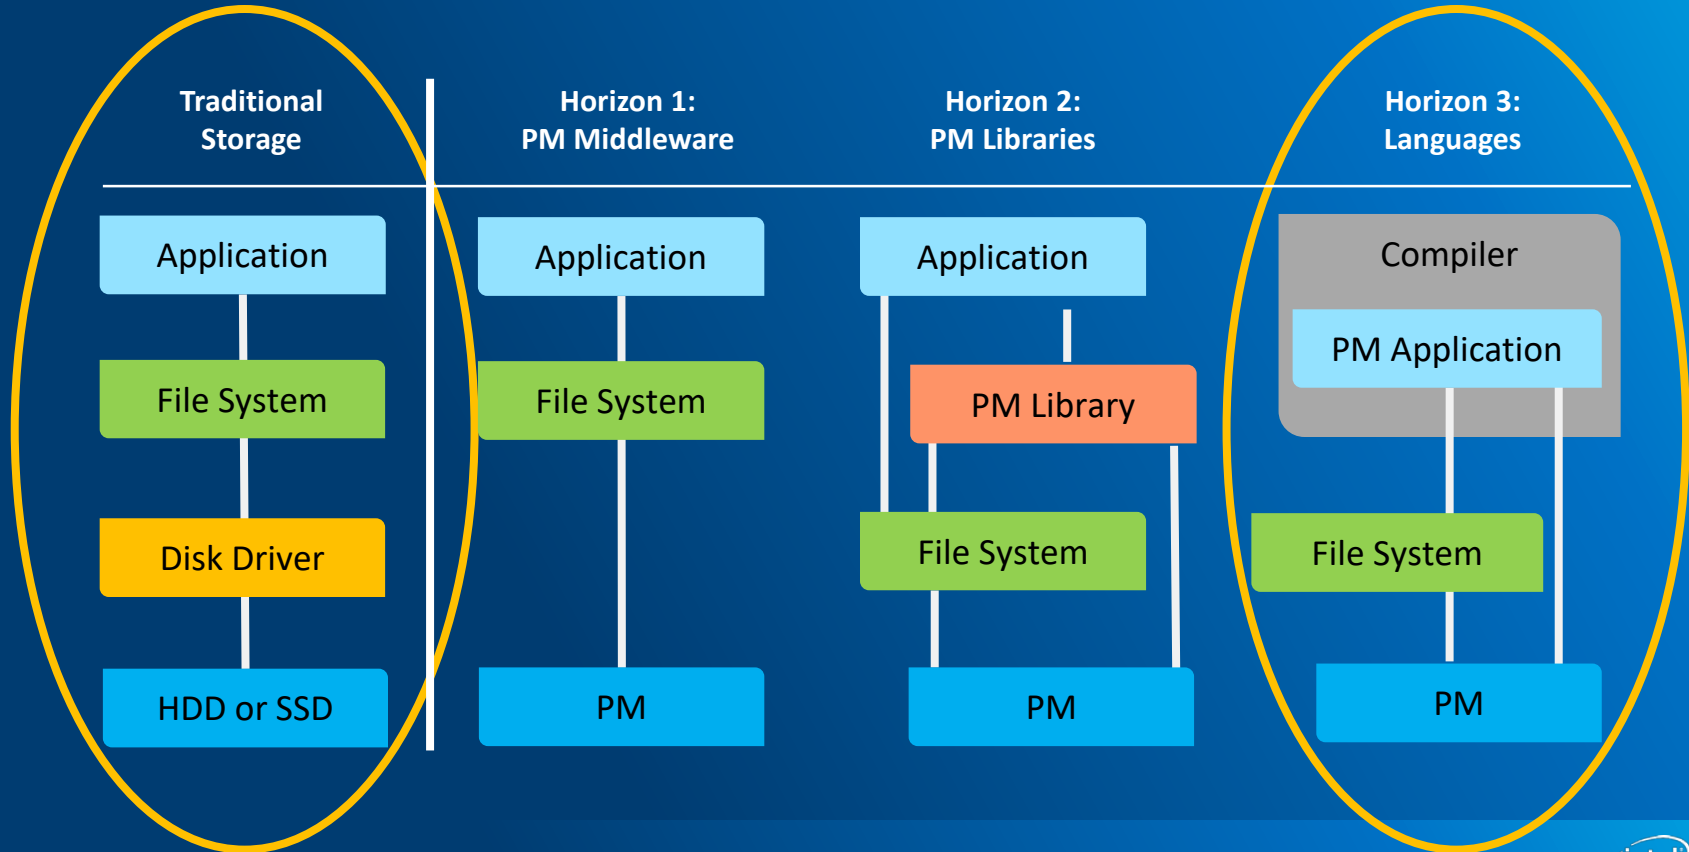 Traditional
Storage
Horizon 1:
PM Middleware
Horizon 2:
PM Libraries
Horizon 3:
Languages
Application
File System
Disk Driver
HDD or SSD
Application
File System
PM
Application
PM Library
File System
PM
Compiler
PM Application
File System
PM